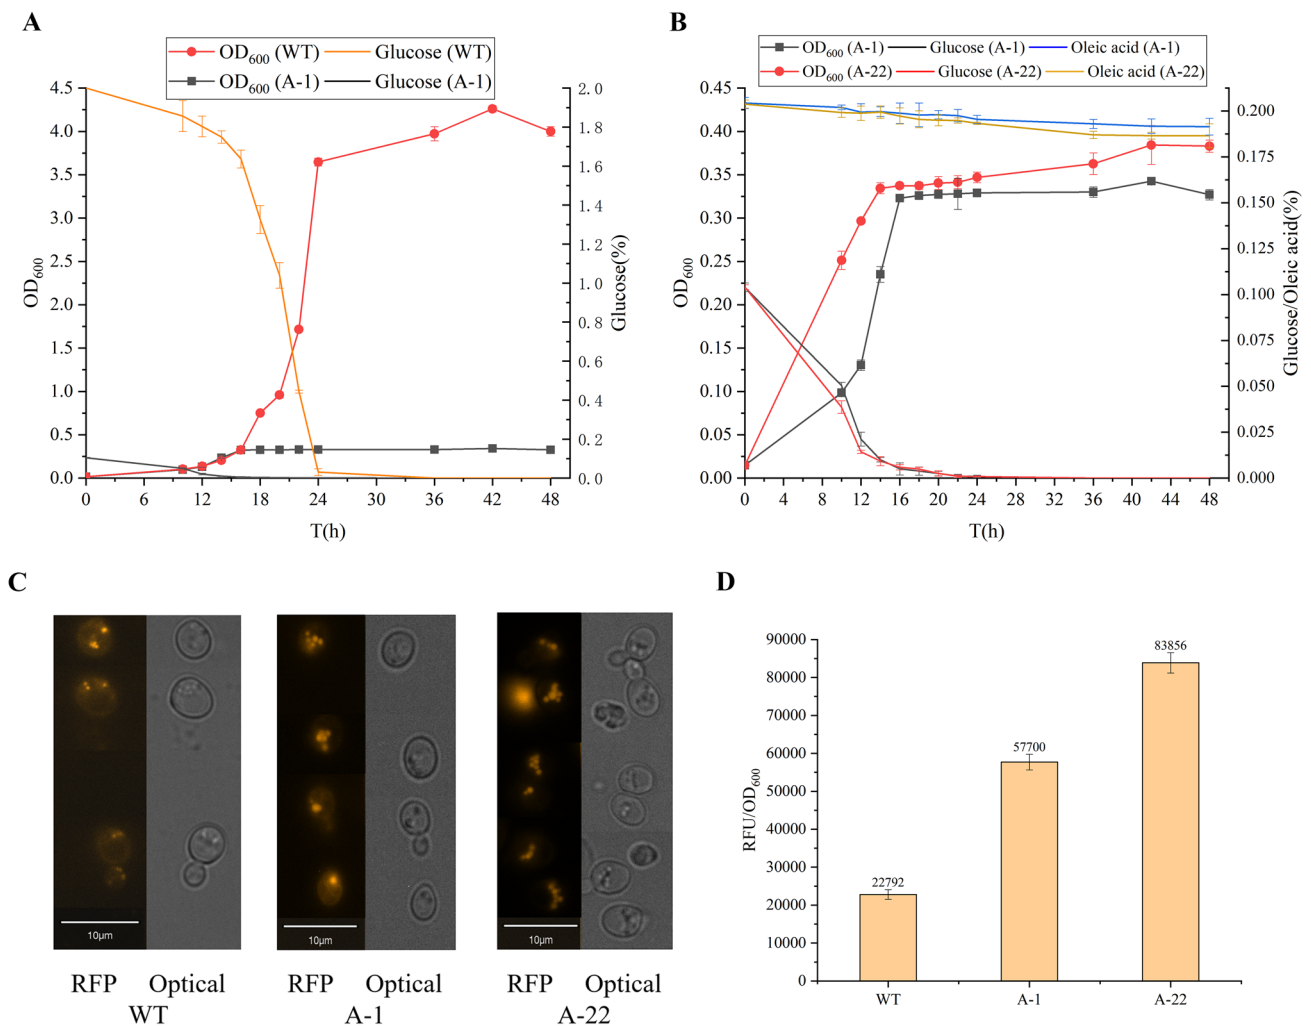 A
OD600 (WT) Glucose (WT)
OD600 (A-1) Glucose (A-1)
4.5
4.0
3.5
3.0
2.5
2.0
1.5
1.0
0.5
0.0
OD600
2.0
1.8
1.6
1.4
1.2
1.0
0.8
0.6
0.4
0.2
0.0
Glucose(%)
0 6 12 18 24 30 36 42 48
T(h)
B
OD600 (A-1) Glucose (A-1) Oleic acid (A-1)
OD600 (A-22) Glucose (A-22) Oleic acid (A-22)
0.45
0.40
0.35
0.30
0.25
0.20
0.15
0.10
0.05
0.00
OD600
0.200
0.175
0.150
0.125
0.100
0.075
0.050
0.025
0.000
Glucose/Oleic acid(%)
0 4 8 12 16 20 24 28 32 36 40 44 48
T(h)
C
10μm
10μm
10μm
RFP Optical
WT
RFP Optical
A-1
RFP Optical
A-22
D
90000
80000
70000
60000
50000
40000
30000
20000
10000
0
RFU/OD600
22792
57700
83856
WT A-1 A-22